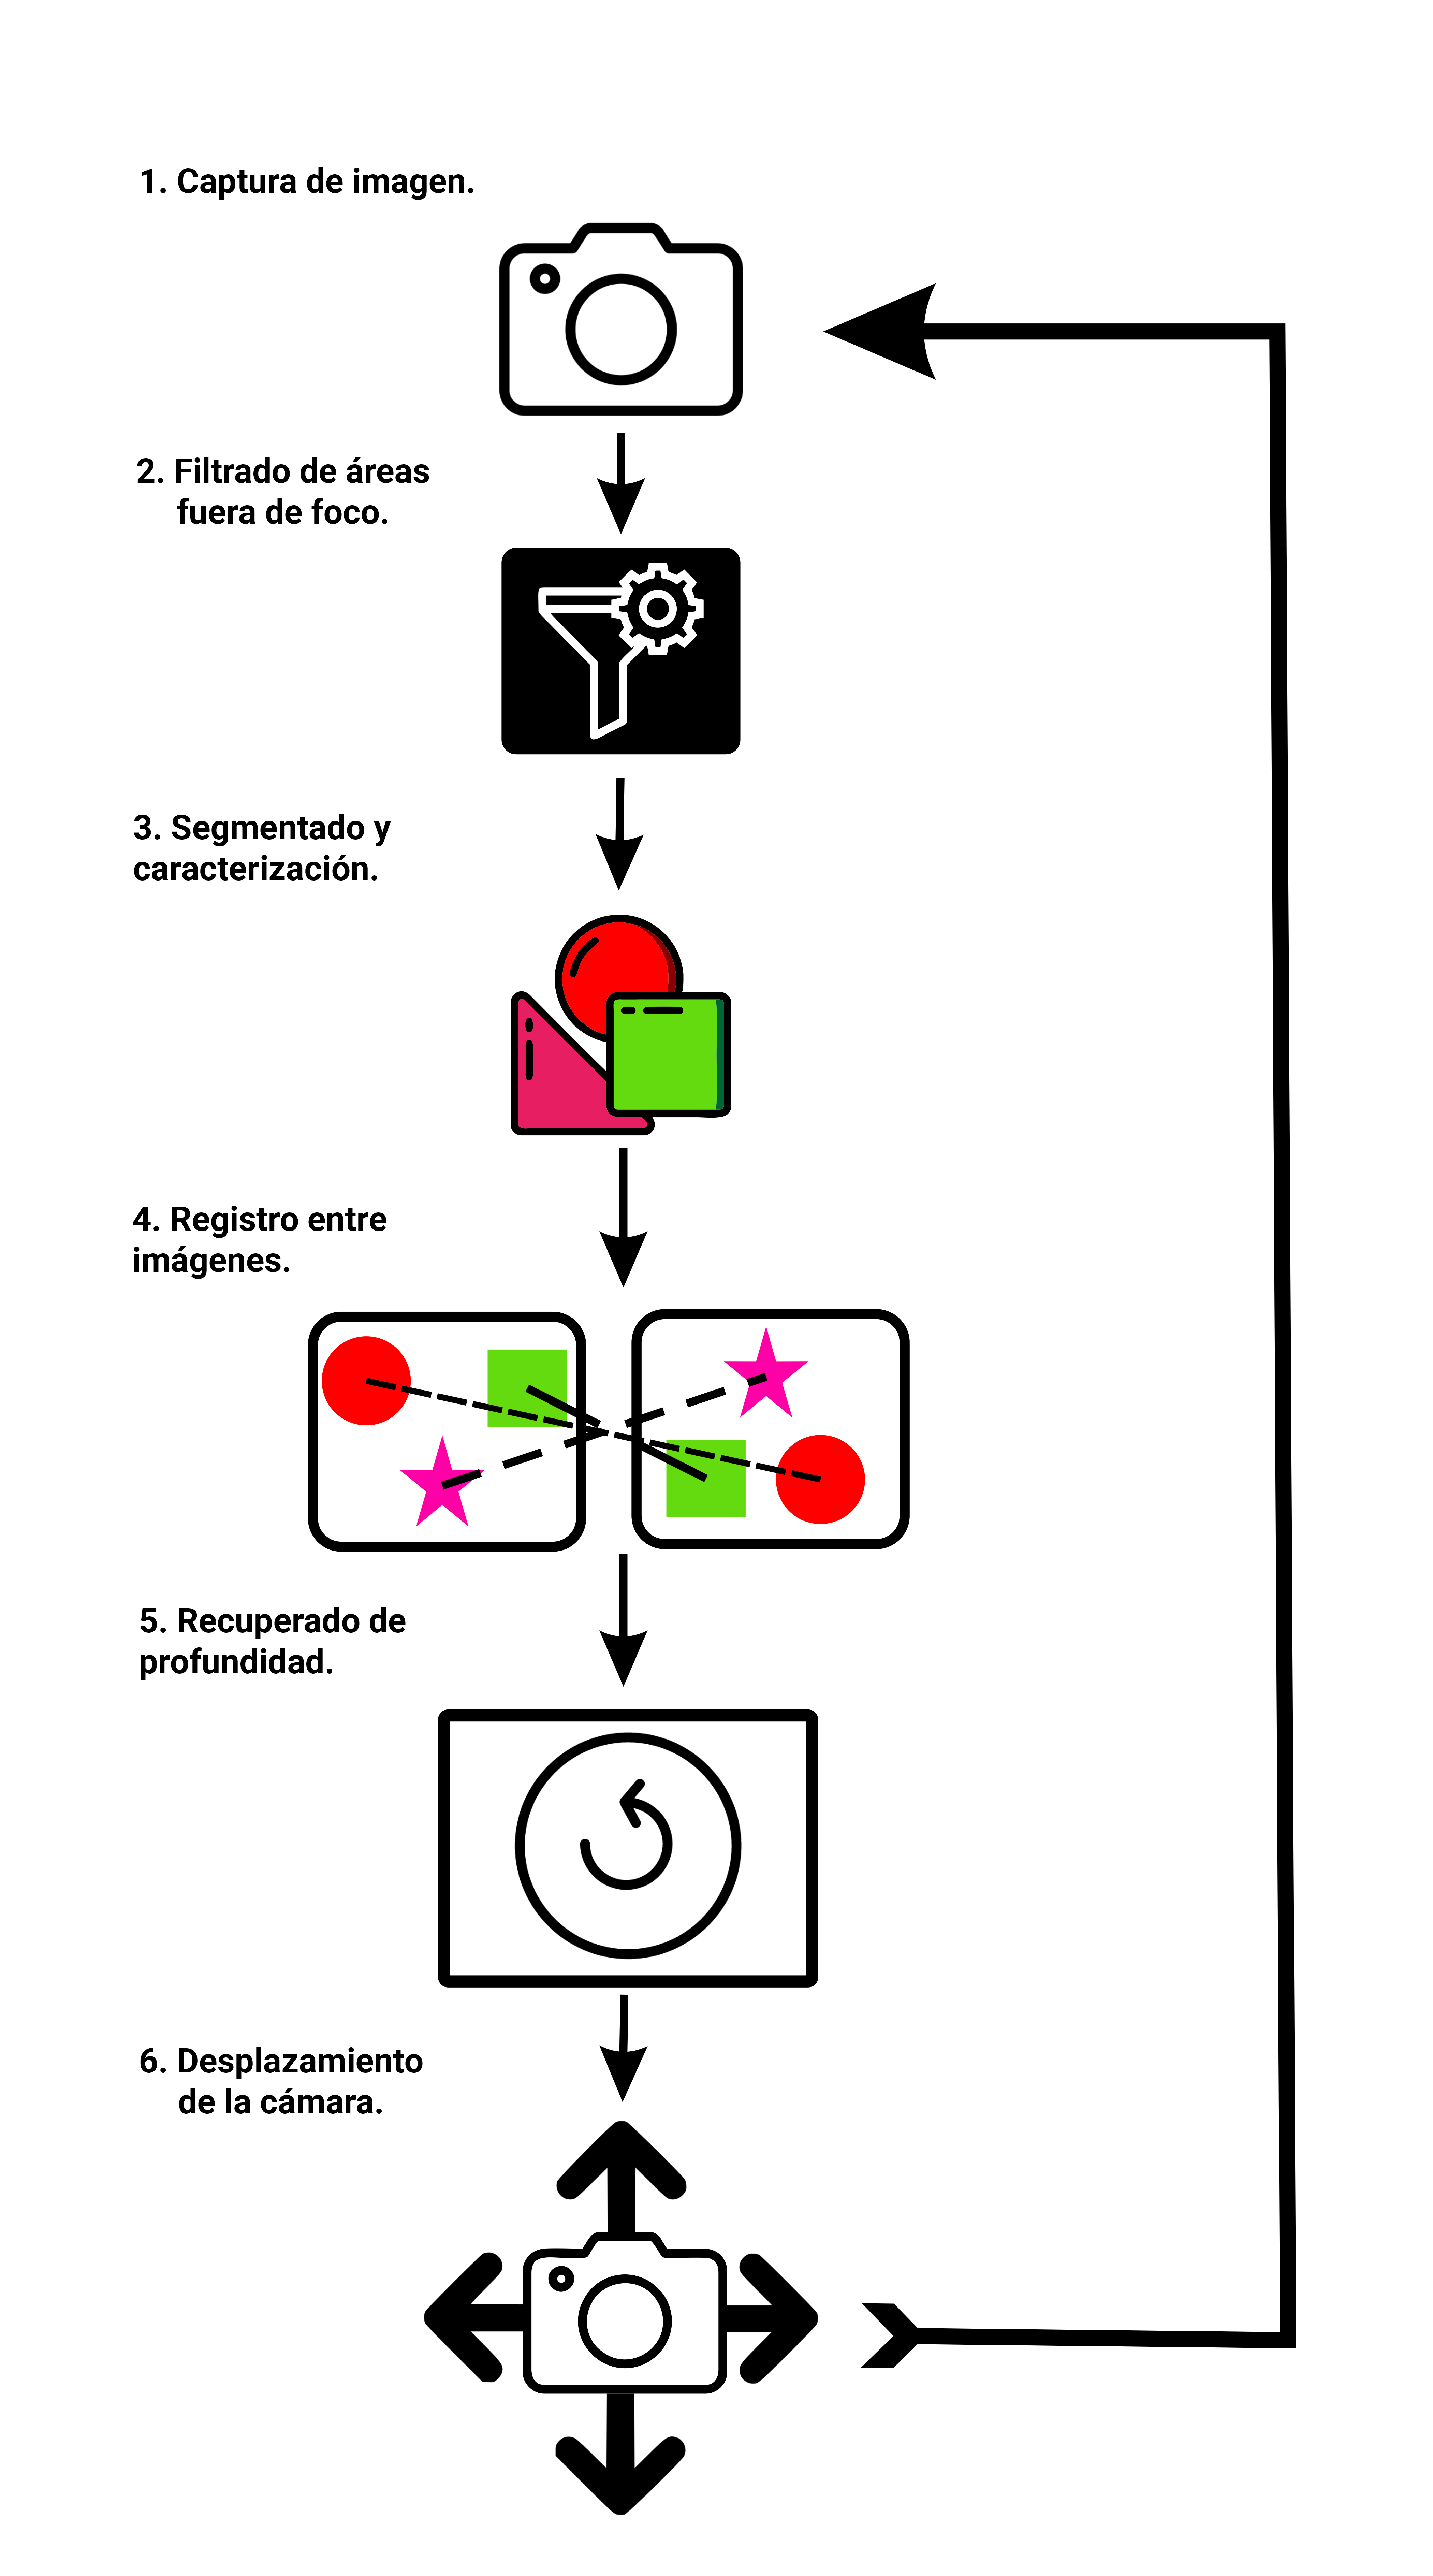 1. Captura de imagen.
2. Filtrado de áreas
fuera de foco.
3. Segmentado y
caracterización.
4. Registro entre
imágenes.
5. Recuperado de
profundidad.
6. Desplazamiento
de la cámara.